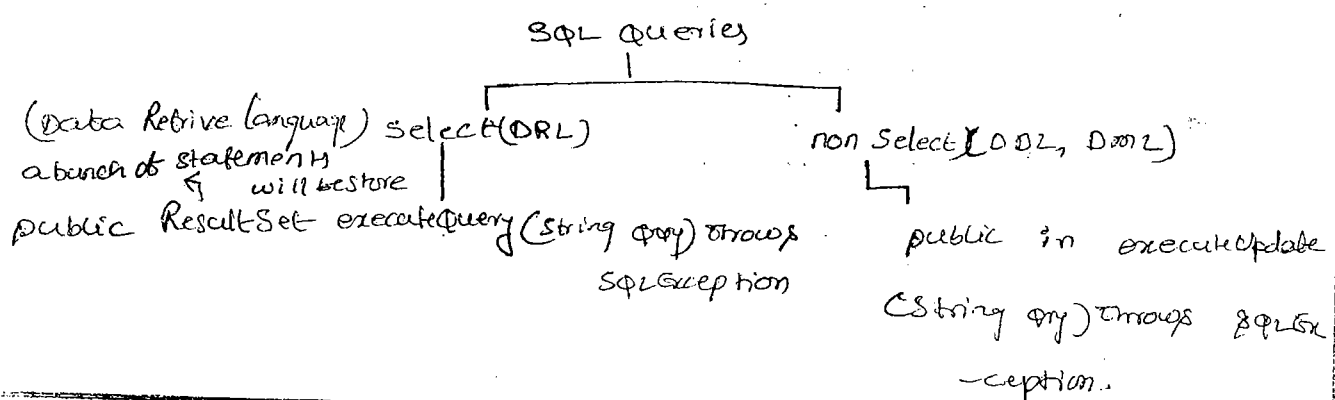 SQL Queries
(Data Retrive Language) Select (DRL)
non Select (DDL, DML)
a bunch of statements
will be store
public ResultSet executeQuery (String qry) throws
SQLException
public in executeUpdate
(String qry) throws SQLEx
-ception.